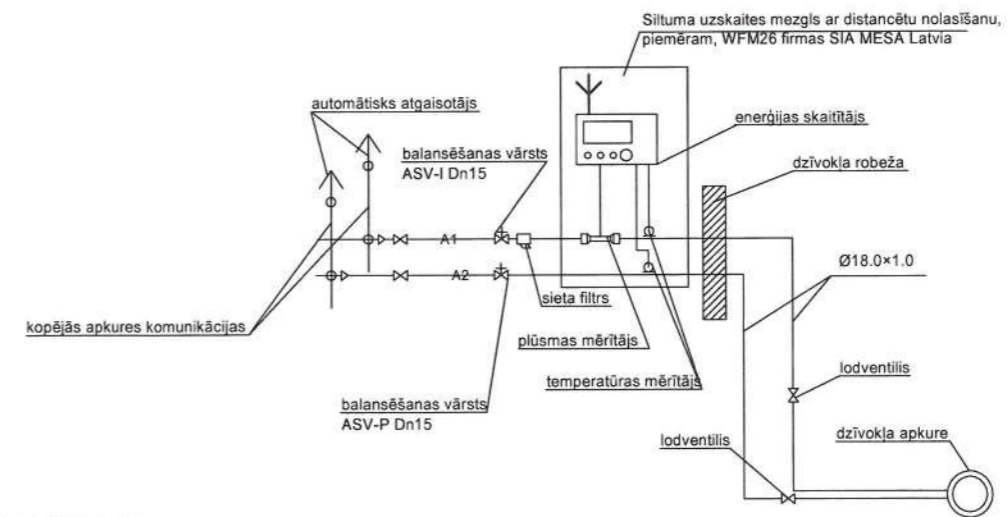 Siltuma uzskaites mezgls ar distancētu nolasīšanu,
piemēram, WFM26 firmas SIA MESA Latvia
automātisks atgaisotājs
enerģijas skaitītājs
balansēšanas vārsts
ASV-I Dn15
dzīvokļa robeža
A1
A2
Ø18.0×1.0
sieta filtrs
kopējās apkures komunikācijas
plūsmas mērītājs
temperatūras mērītājs
lodventilis
balansēšanas vārsts
ASV-P Dn15
lodventilis
dzīvokļa apkure